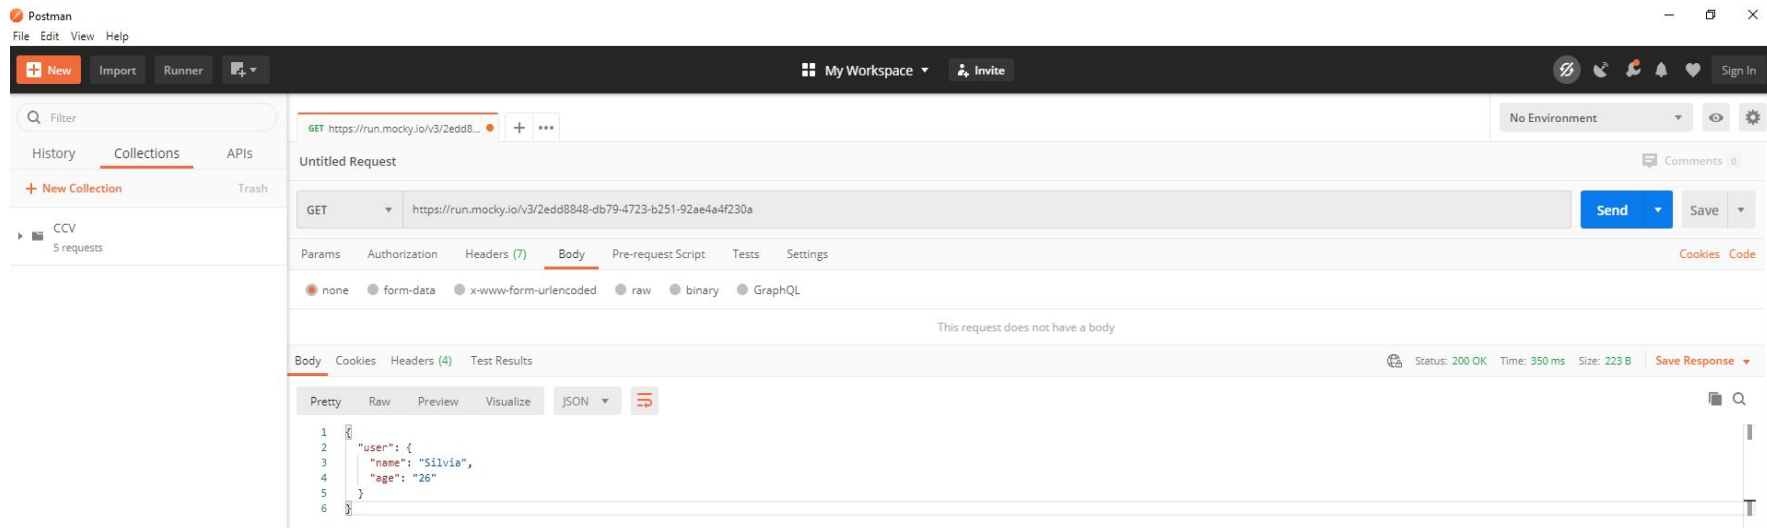 Postman
File Edit View Help
New Import Runner My Workspace Invite Sign In
Filter
History Collections APIs
New Collection Trash
CCV
5 requests
GET https://run.mocky.io/v3/2edd8... No Environment
Untitled Request Comments 0
GET https://run.mocky.io/v3/2edd8848-db79-4723-b251-92ae4a4f230a Send Save
Params Authorization Headers (7) Body Pre-request Script Tests Settings Cookies Code
none form-data x-www-form-urlencoded raw binary GraphQL
This request does not have a body
Body Cookies Headers (4) Test Results Status: 200 OK Time: 350 ms Size: 223 B Save Response
Pretty Raw Preview Visualize JSON
1 {
2 "user": {
3 "name": "Silvia",
4 "age": "26"
5 }
6 }